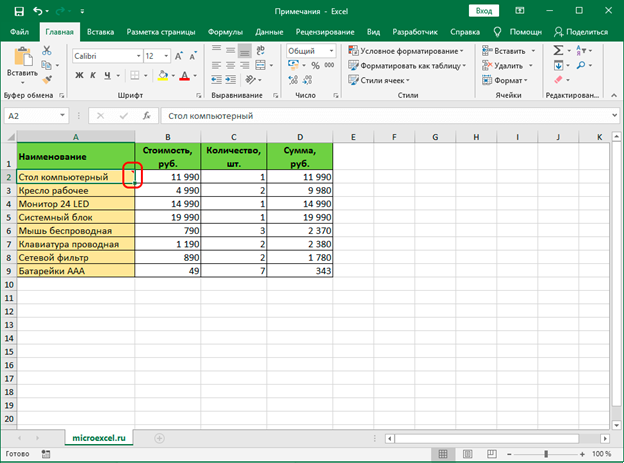 Примечания - Excel
Вход
Файл Главная Вставка Разметка страницы Формулы Данные Рецензирование Вид Разработчик Справка Помощн Поделиться
Вставить
Calibri 12
Ж К Ч
Общий
% 000
Условное форматирование
Форматировать как таблицу
Стили ячеек
Вставить
Удалить
Формат
Буфер обмена Шрифт Выравнивание Число Стили Ячейки Редактирован...
A2 fx Стол компьютерный
A B C D E F G H I J K
1 Наименование Стоимость, руб. Количество, шт. Сумма, руб.
2 Стол компьютерный 11 990 1 11 990
3 Кресло рабочее 4 990 2 9 980
4 Монитор 24 LED 14 990 1 14 990
5 Системный блок 19 990 1 19 990
6 Мышь беспроводная 790 3 2 370
7 Клавиатура проводная 1 190 2 2 380
8 Сетевой фильтр 890 2 1 780
9 Батарейки ААА 49 7 343
10
11
12
13
14
15
16
17
18
19
20
microexcel.ru
Готово 100 %